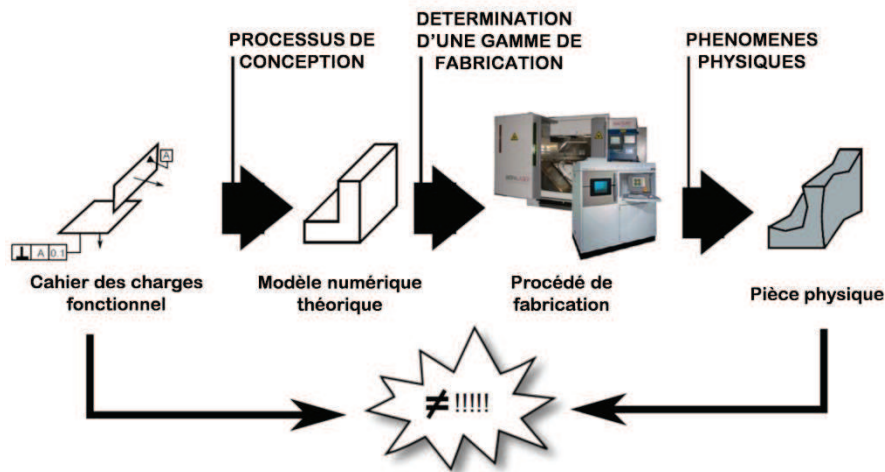 PROCESSUS DE
CONCEPTION
DETERMINATION
D'UNE GAMME DE
FABRICATION
PHENOMENES
PHYSIQUES
A
⊥ A 0.1
Cahier des charges
fonctionnel
Modèle numérique
théorique
Procédé de
fabrication
Pièce physique
≠ !!!!!